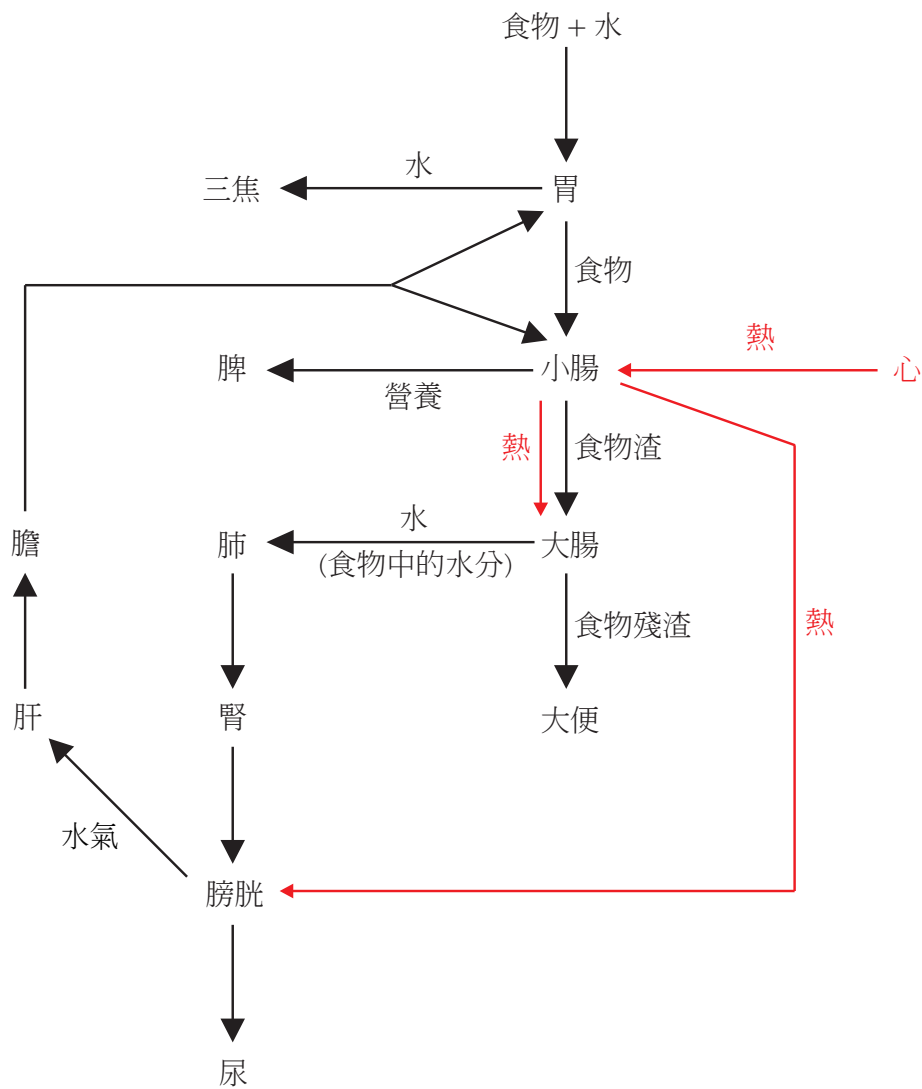 食物 + 水
水
三焦
胃
食物
熱
脾
小腸
心
營養
熱
食物渣
水
膽
肺
大腸
(食物中的水分)
食物殘渣
熱
肝
腎
大便
水氣
膀胱
尿